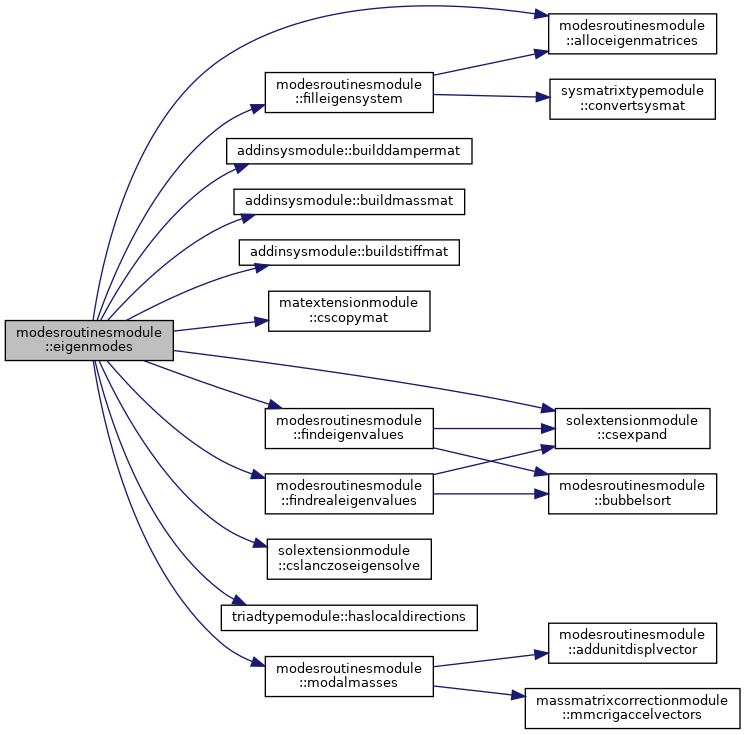 modesroutinesmodule
::eigenmodes
modesroutinesmodule
::alloceigenmatrices
modesroutinesmodule
::filleigensystem
sysmatrixtypemodule
::convertsysmat
addinsysmodule::builddampermat
addinsysmodule::buildmassmat
addinsysmodule::buildstiffmat
matextensionmodule
::cscopymat
modesroutinesmodule
::findeigenvalues
solextensionmodule
::csexpand
modesroutinesmodule
::findrealeigenvalues
modesroutinesmodule
::bubbelsort
solextensionmodule
::cslanczoseigensolve
triadtypemodule::haslocaldirections
modesroutinesmodule
::modalmasses
modesroutinesmodule
::addunitdisplvector
massmatrixcorrectionmodule
::mmcrigaccelvectors